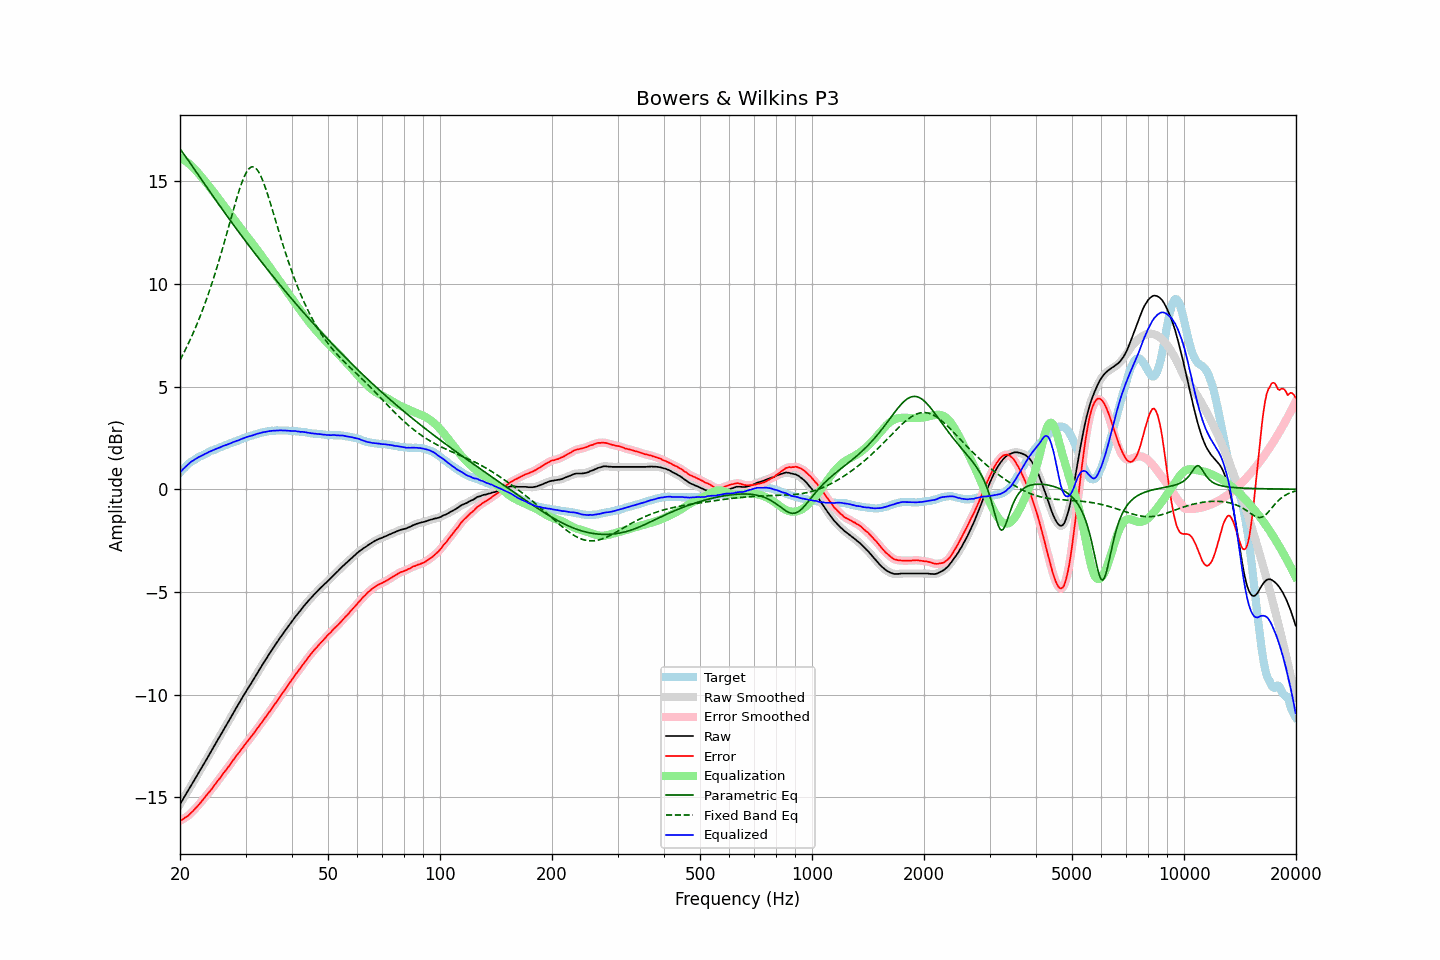 Bowers & Wilkins P3
Amplitude (dBr)
15
10
5
0
−5
−10
−15
Target
Raw Smoothed
Error Smoothed
Raw
Error
Equalization
Parametric Eq
Fixed Band Eq
Equalized
20
50
100
200
500
1000
2000
5000
10000
20000
Frequency (Hz)